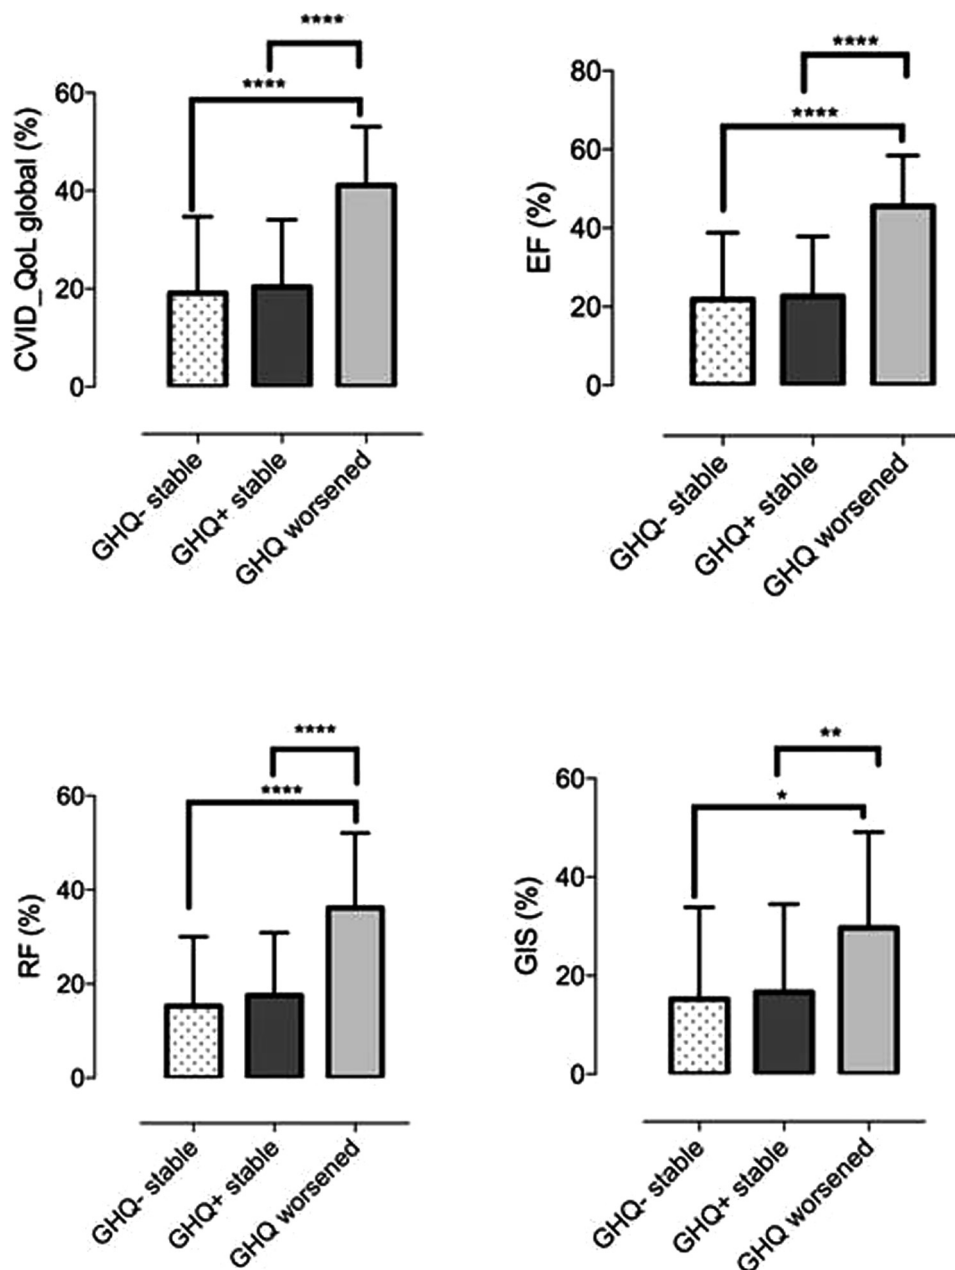 ****
****
CVID_QoL global (%)
60
40
20
0
GHQ- stable
GHQ+ stable
GHQ worsened
****
****
EF (%)
80
60
40
20
0
GHQ- stable
GHQ+ stable
GHQ worsened
****
****
RF (%)
60
40
20
0
GHQ- stable
GHQ+ stable
GHQ worsened
**
*
GIS (%)
60
40
20
0
GHQ- stable
GHQ+ stable
GHQ worsened